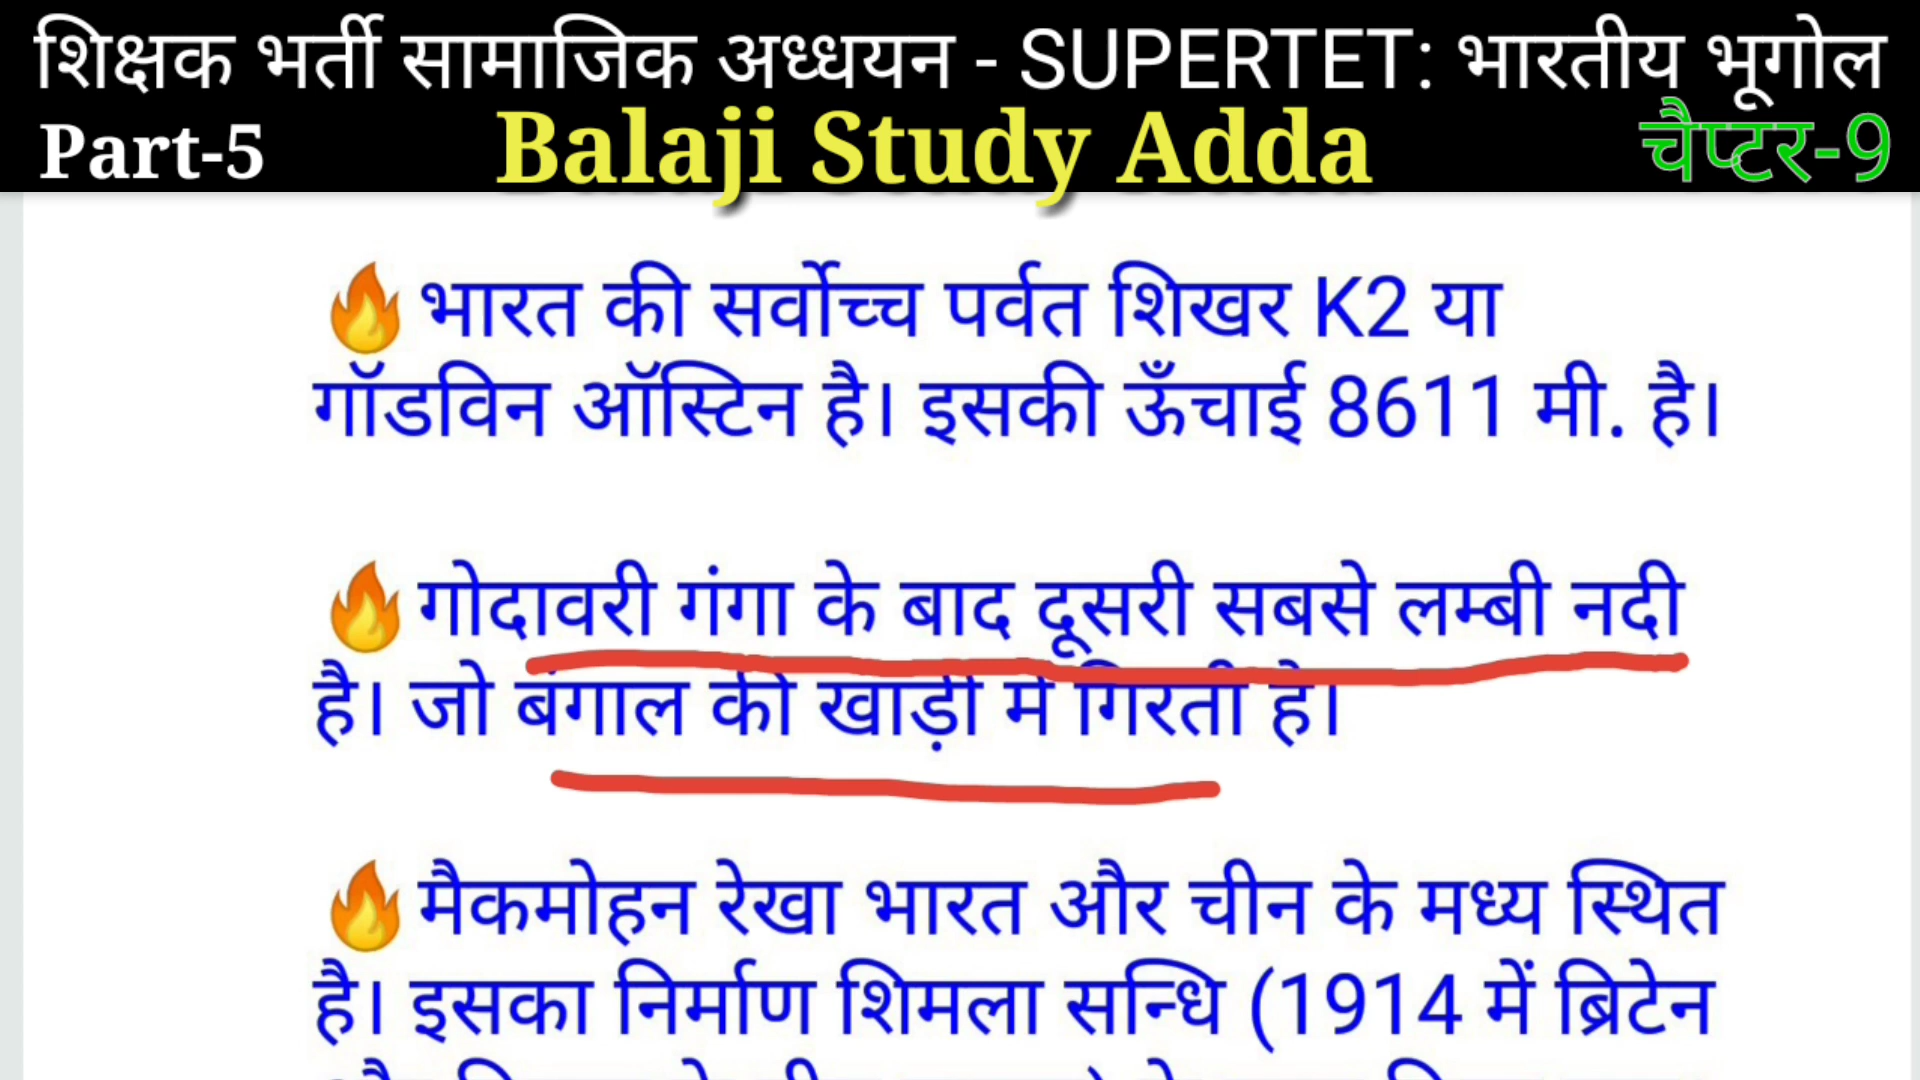 शिक्षक भर्ती सामाजिक अध्धयन - SUPERTET: भारतीय भूगोल
Part-5 Balaji Study Adda चैप्टर-9
🔥भारत की सर्वोच्च पर्वत शिखर K2 या
गॉडविन ऑस्टिन है। इसकी ऊँचाई 8611 मी. है।
🔥गोदावरी गंगा के बाद दूसरी सबसे लम्बी नदी
है। जो बंगाल की खाड़ी में गिरती है।
🔥मैकमोहन रेखा भारत और चीन के मध्य स्थित
है। इसका निर्माण शिमला सन्धि (1914 में ब्रिटेन